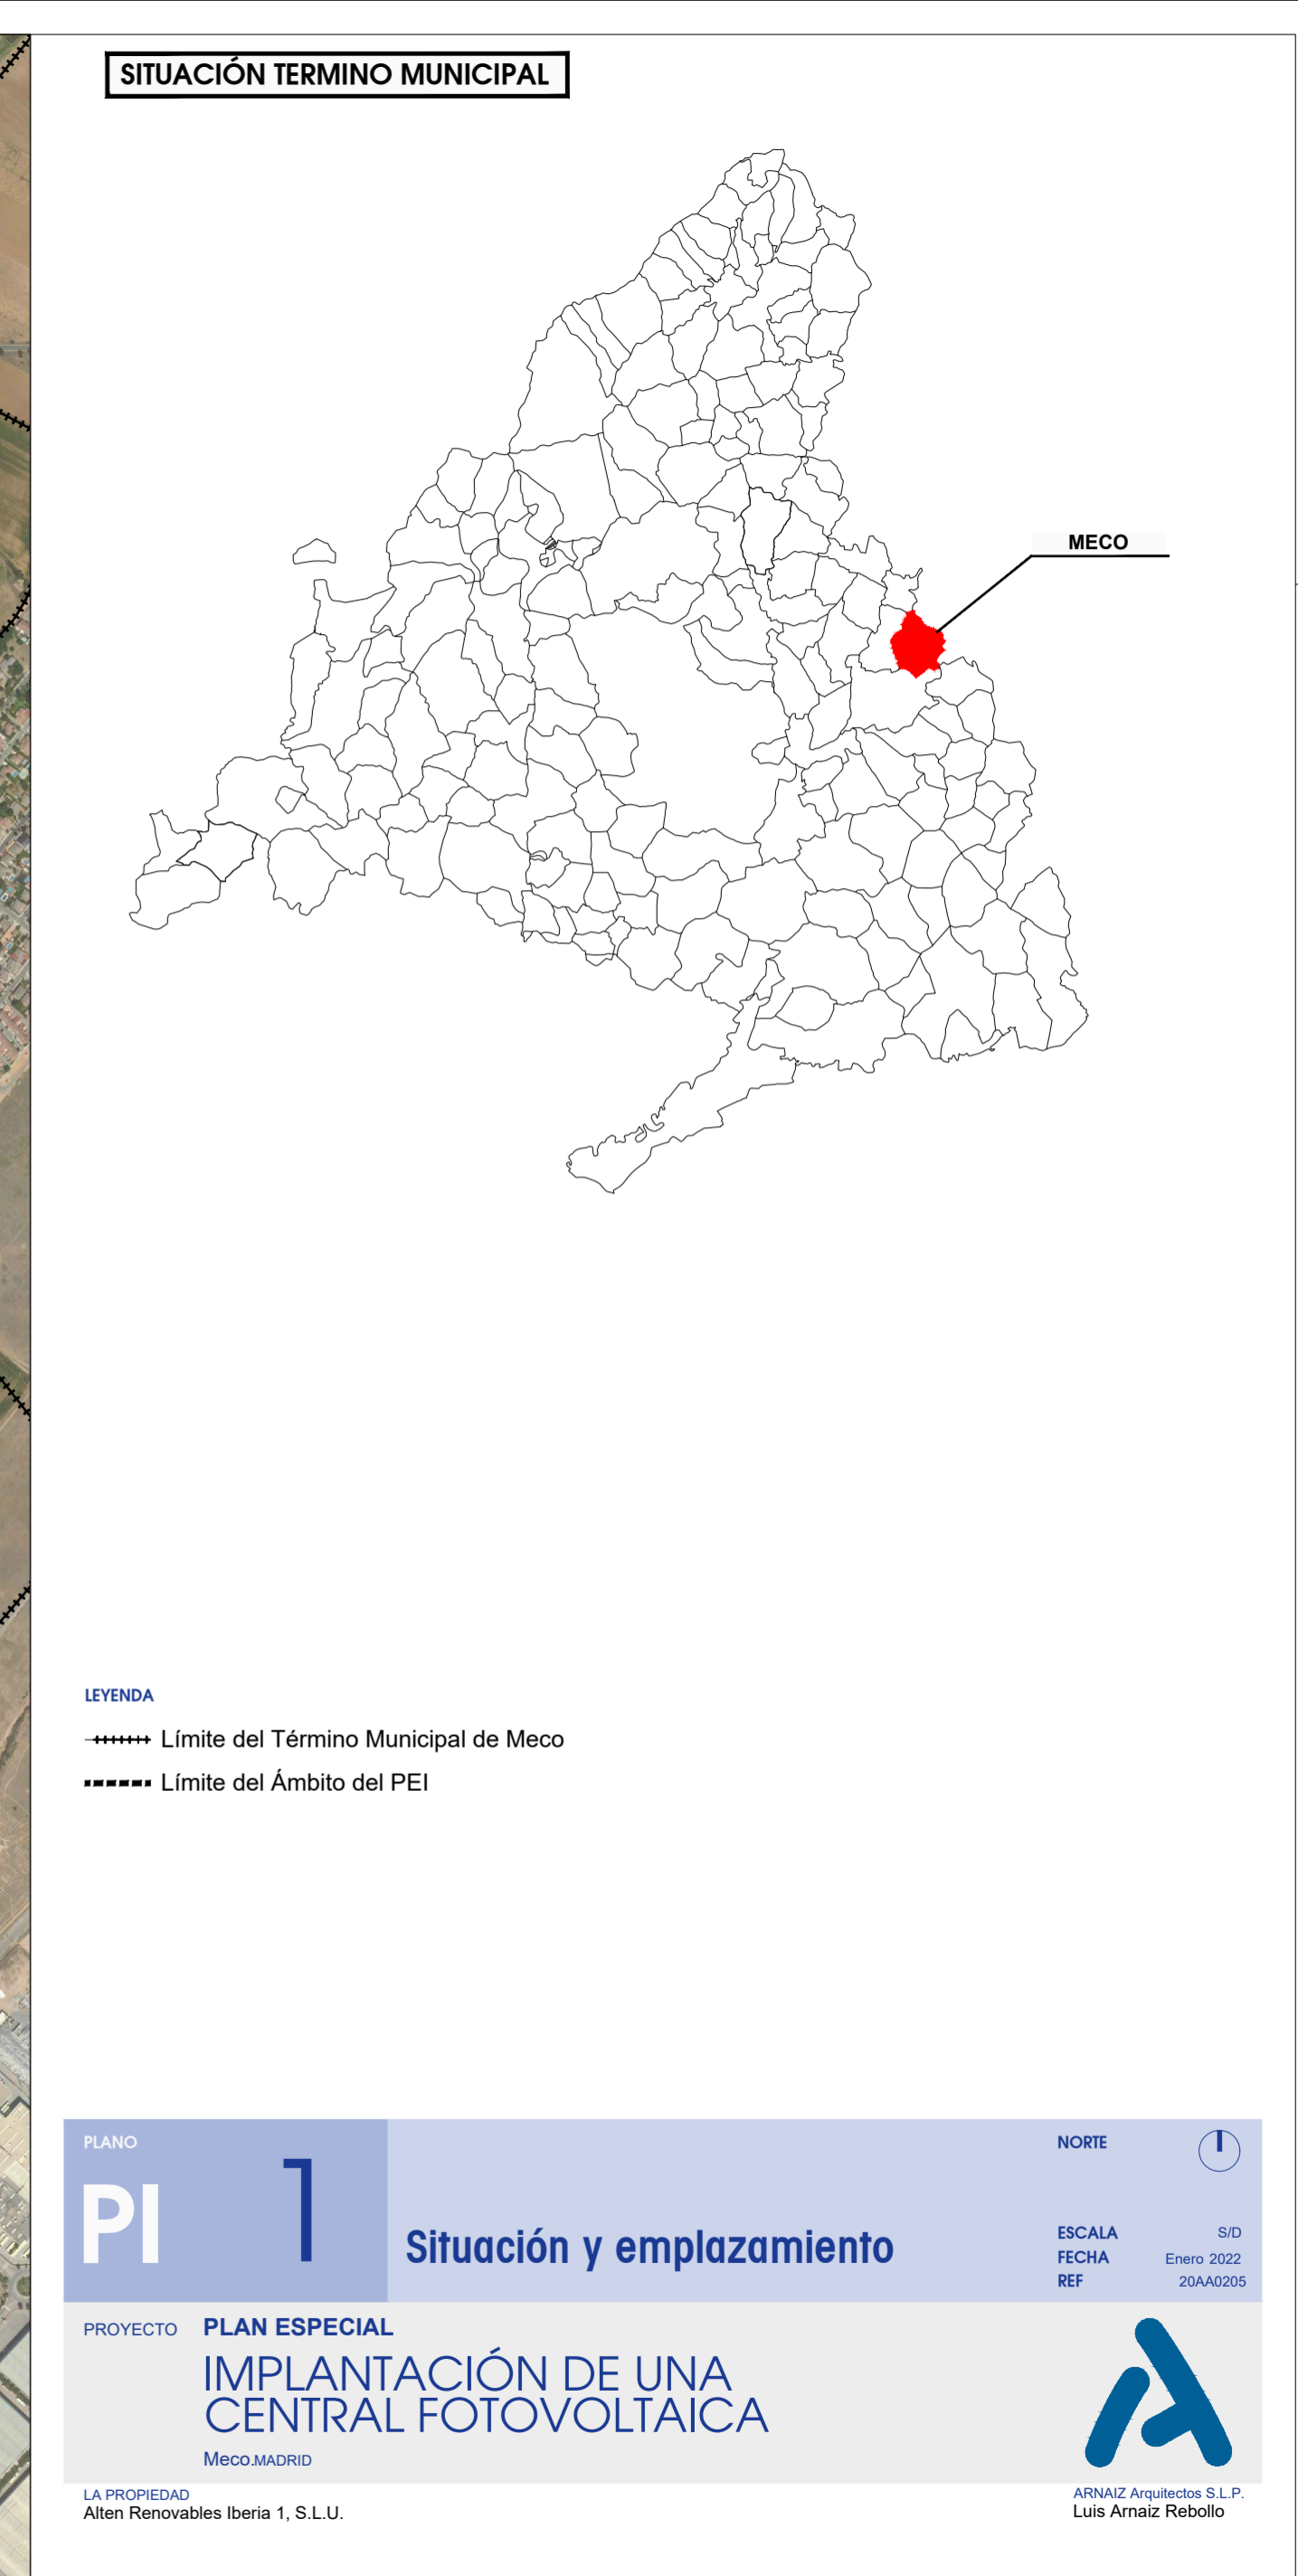 SITUACIÓN TERMINO MUNICIPAL
MECO
LEYENDA
Límite del Término Municipal de Meco
Límite del Ámbito del PEI
PLANO
PI 1
Situación y emplazamiento
NORTE
ESCALA S/D
FECHA Enero 2022
REF 20AA0205
PROYECTO PLAN ESPECIAL
IMPLANTACIÓN DE UNA
CENTRAL FOTOVOLTAICA
Meco.MADRID
LA PROPIEDAD
Alten Renovables Iberia 1, S.L.U.
ARNAIZ Arquitectos S.L.P.
Luis Arnaiz Rebollo